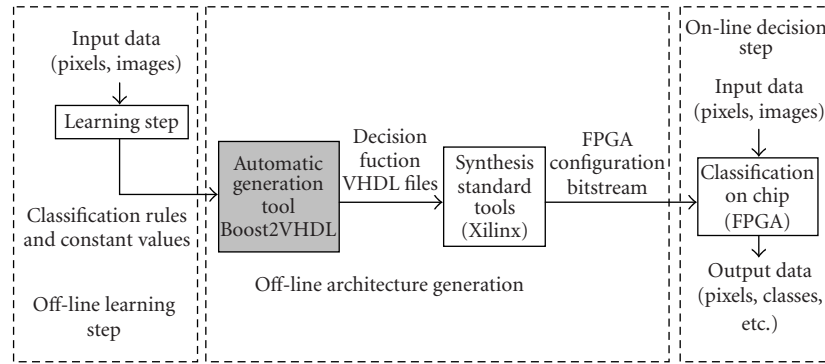 Input data
(pixels, images)
Learning step
Classification rules
and constant values
Off-line learning
step
Automatic
generation
tool
Boost2VHDL
Decision
fuction
VHDL files
Synthesis
standard
tools
(Xilinx)
FPGA
configuration
bitstream
Off-line architecture generation
On-line decision
step
Input data
(pixels, images)
Classification
on chip
(FPGA)
Output data
(pixels, classes,
etc.)